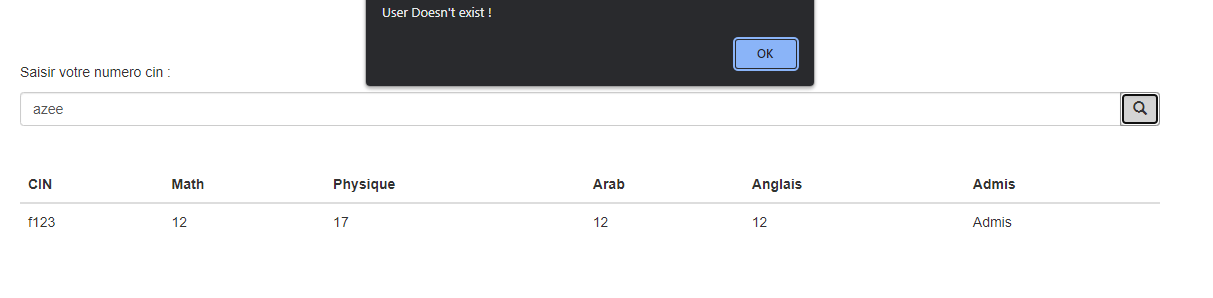 User Doesn't exist !
OK
Saisir votre numero cin :
azee
CIN Math Physique Arab Anglais Admis
f123 12 17 12 12 Admis